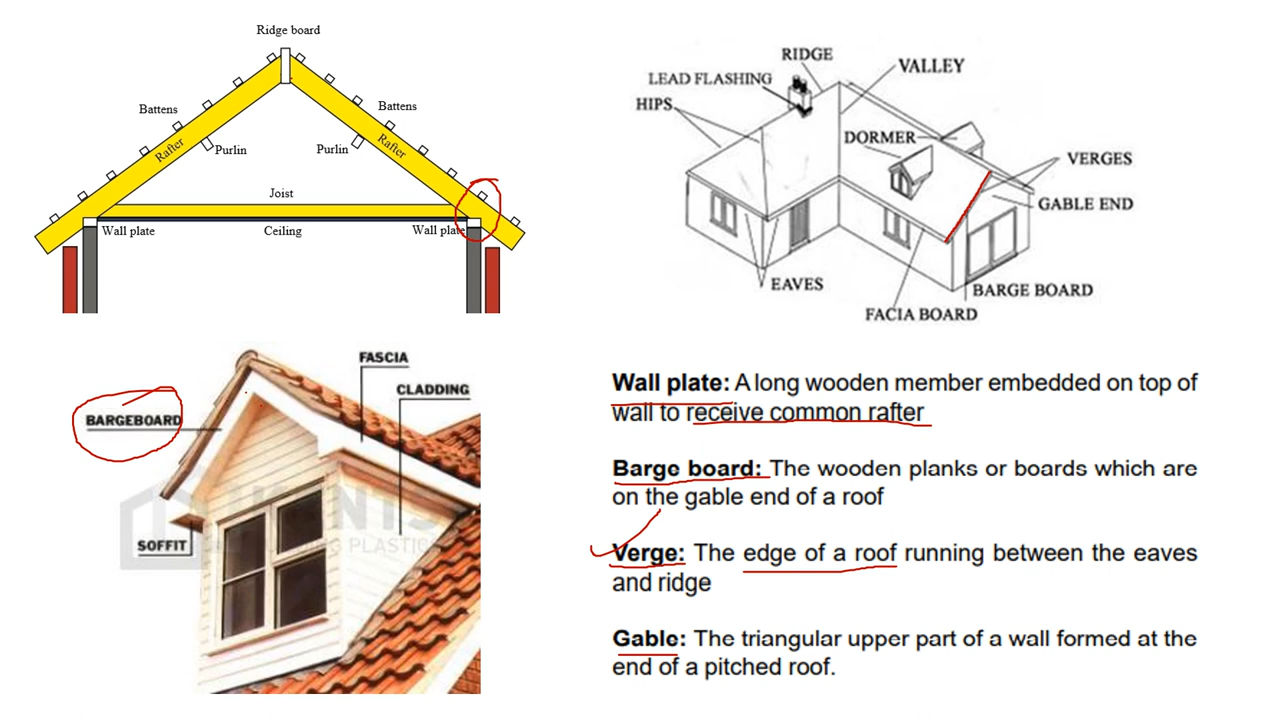 Ridge board
Battens
Battens
Rafter
Rafter
Purlin
Purlin
Joist
Wall plate
Ceiling
Wall plate
RIDGE
VALLEY
LEAD FLASHING
HIPS
DORMER
VERGES
GABLE END
EAVES
BARGE BOARD
FACIA BOARD
FASCIA
CLADDING
BARGEBOARD
SOFFIT
PLASTICS
Wall plate: A long wooden member embedded on top of
wall to receive common rafter
Barge board: The wooden planks or boards which are
on the gable end of a roof
Verge: The edge of a roof running between the eaves
and ridge
Gable: The triangular upper part of a wall formed at the
end of a pitched roof.